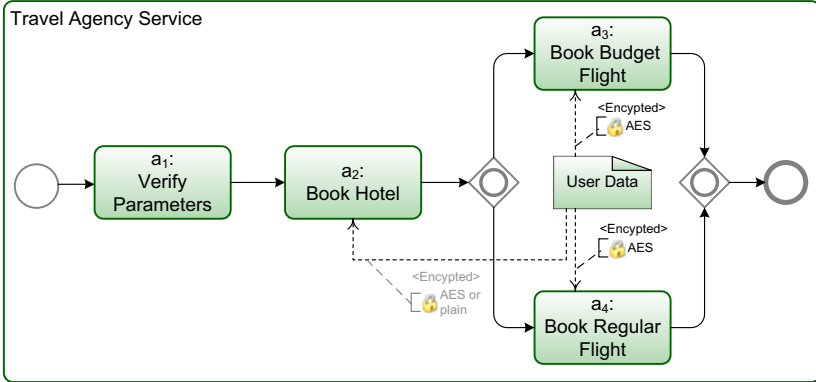 Travel Agency Service
a₁:
Verify
Parameters
a₂:
Book Hotel
a₃:
Book Budget
Flight
<Encypted>
AES
User Data
<Encypted>
AES
<Encypted>
AES or
plain
a₄:
Book Regular
Flight